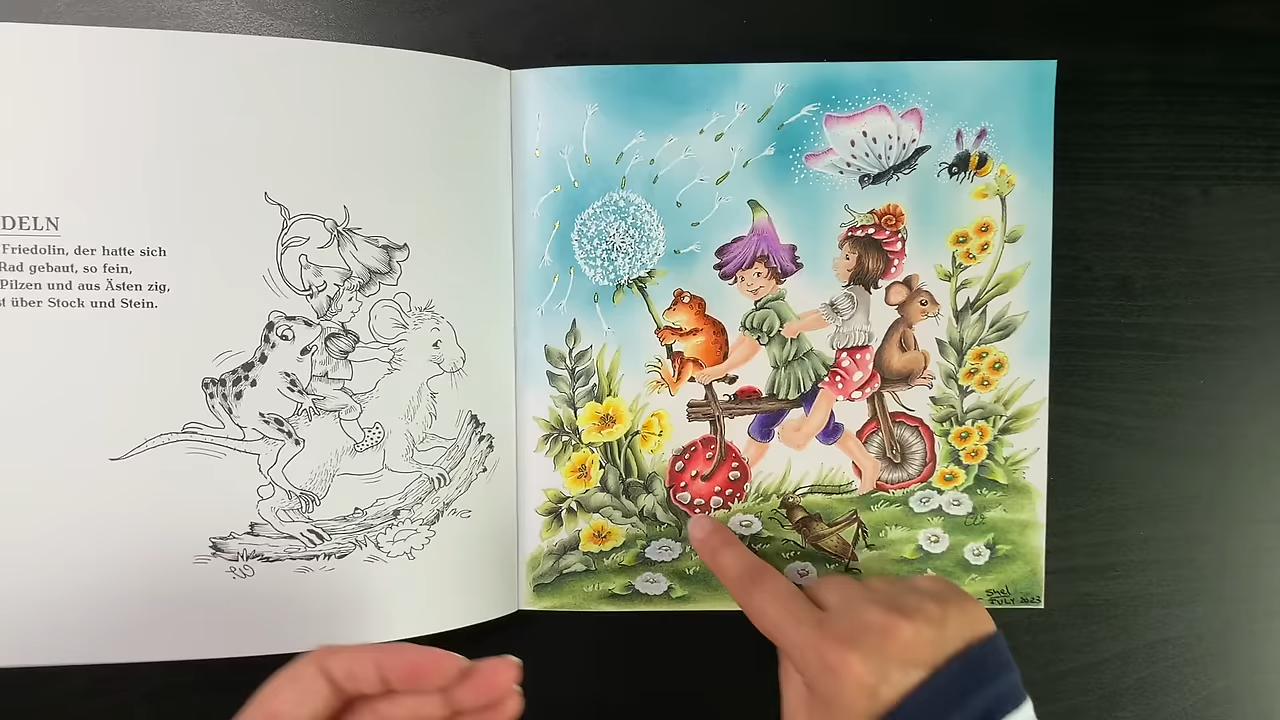 DELN
Friedolin, der hatte sich
Rad gebaut, so fein,
Pilzen und aus Ästen zig,
t über Stock und Stein.
Shel
JULY 2023